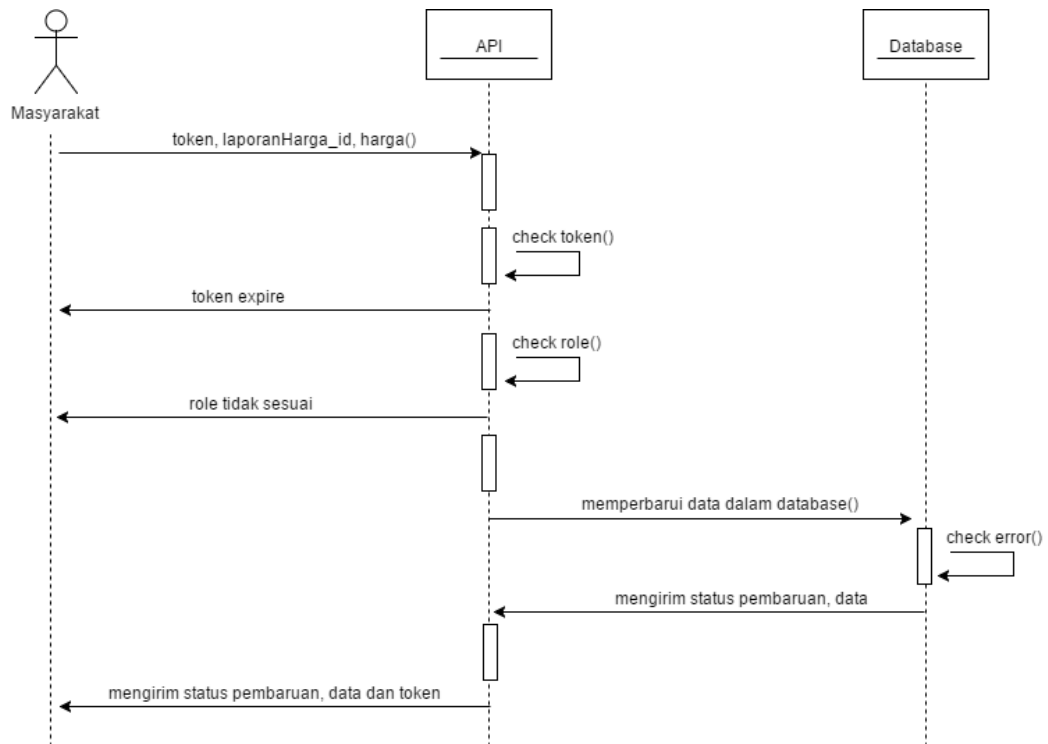 API
Database
Masyarakat
token, laporanHarga_id, harga()
check token()
token expire
check role()
role tidak sesuai
memperbarui data dalam database()
check error()
mengirim status pembaruan, data
mengirim status pembaruan, data dan token